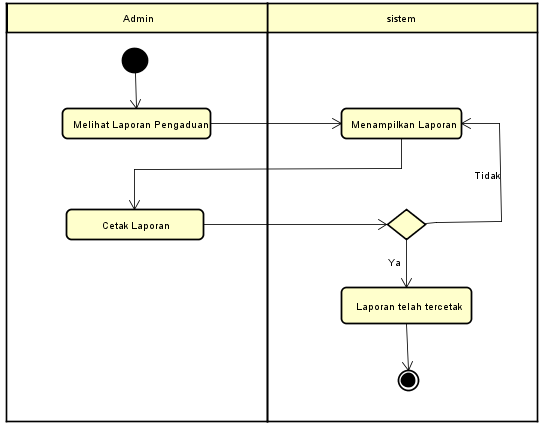 Admin
sistem
Melihat Laporan Pengaduan
Menampilkan Laporan
Tidak
Cetak Laporan
Ya
Laporan telah tercetak